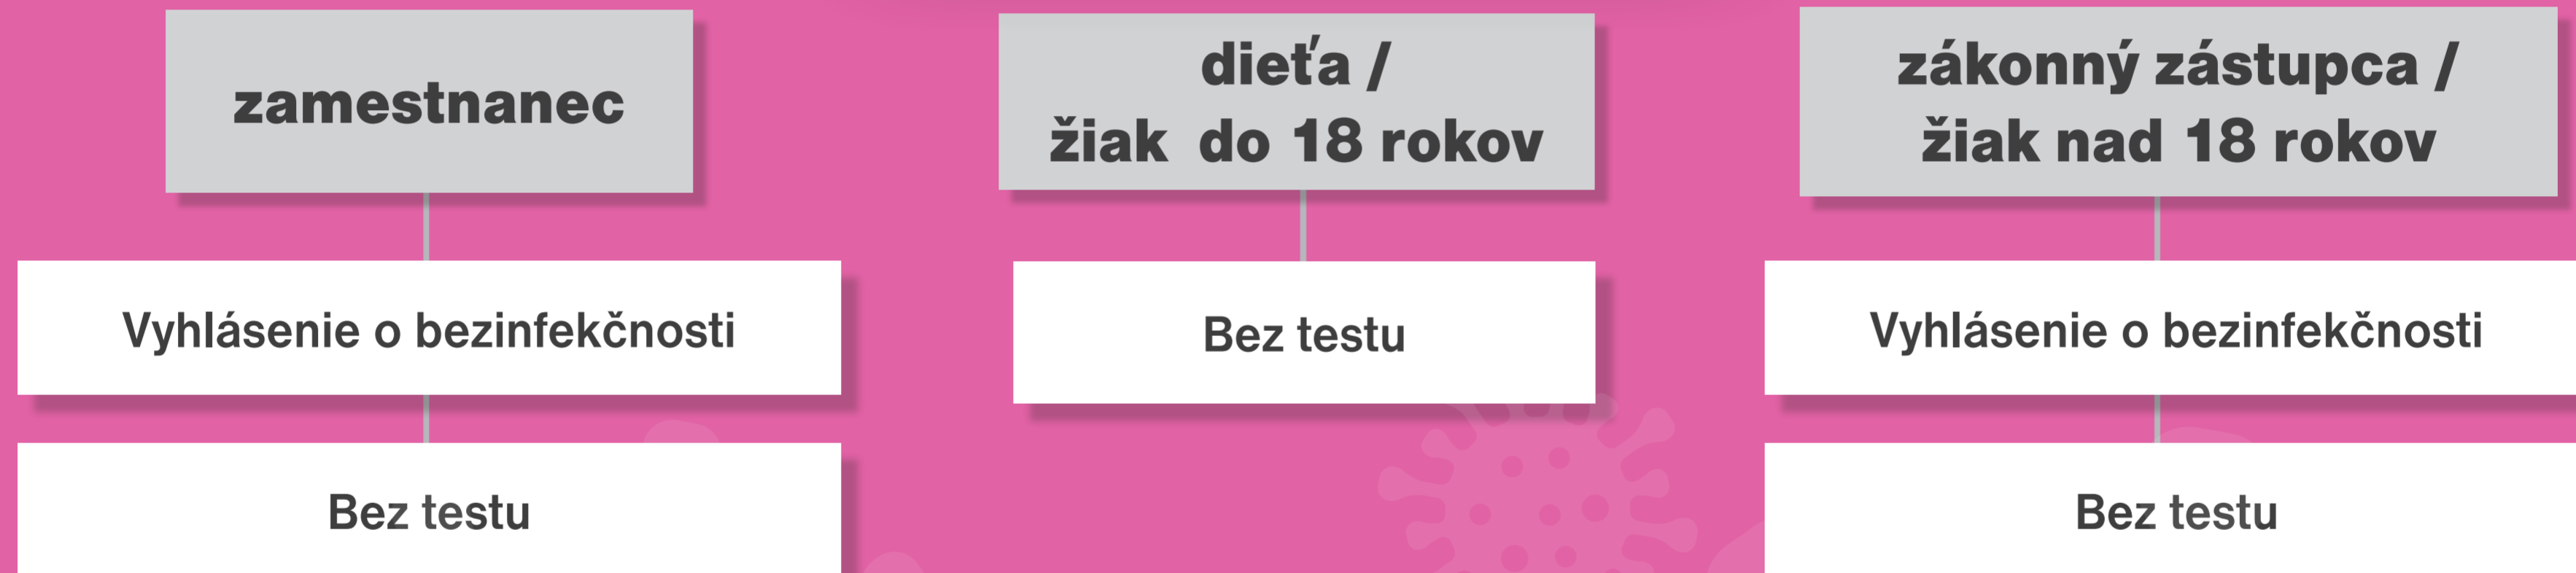 zamestnanec
Vyhlásenie o bezinfekčnosti
Bez testu
dieťa /
žiak do 18 rokov
Bez testu
zákonný zástupca /
žiak nad 18 rokov
Vyhlásenie o bezinfekčnosti
Bez testu